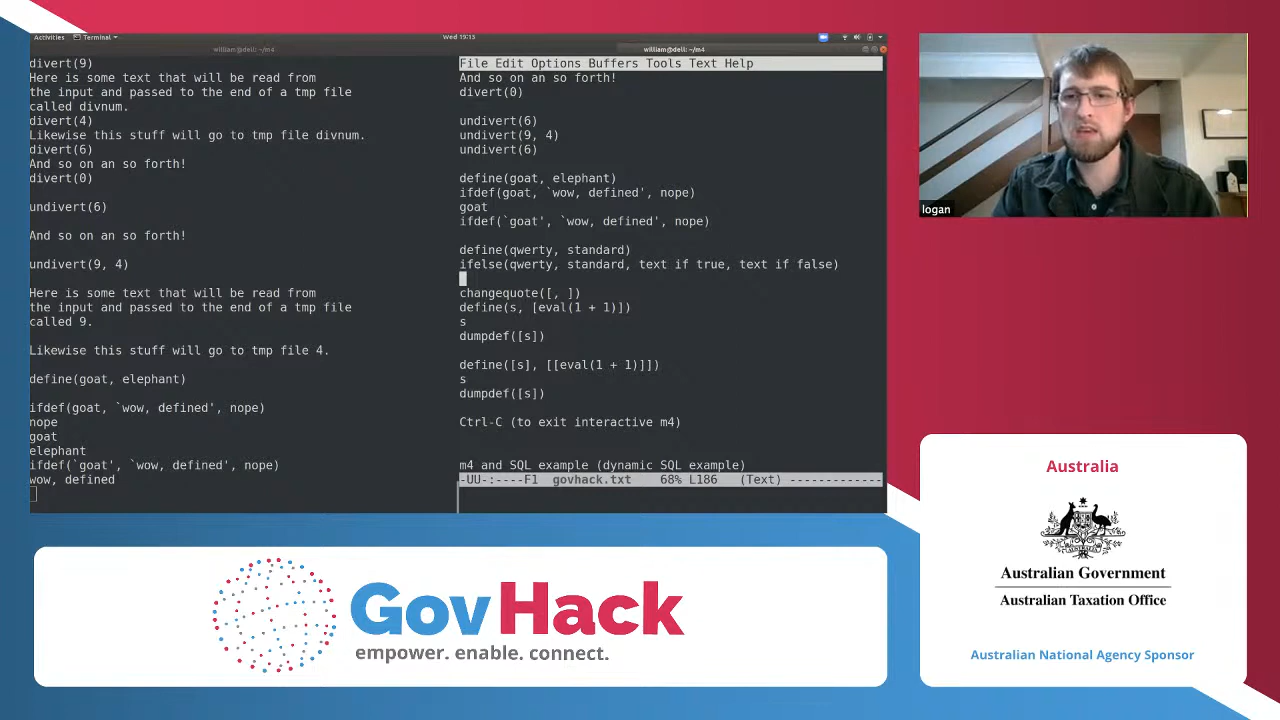 Activities Terminal Wed 19:13
william@dell: ~/m4 william@dell: ~/m4
divert(9)
Here is some text that will be read from
the input and passed to the end of a tmp file
called divnum.
divert(4)
Likewise this stuff will go to tmp file divnum.
divert(6)
And so on an so forth!
divert(0)
undivert(6)
And so on an so forth!
undivert(9, 4)
Here is some text that will be read from
the input and passed to the end of a tmp file
called 9.
Likewise this stuff will go to tmp file 4.
define(goat, elephant)
ifdef(goat, `wow, defined', nope)
nope
goat
elephant
ifdef(`goat', `wow, defined', nope)
wow, defined
File Edit Options Buffers Tools Text Help
And so on an so forth!
divert(0)
undivert(6)
undivert(9, 4)
undivert(6)
define(goat, elephant)
ifdef(goat, `wow, defined', nope)
goat
ifdef(`goat', `wow, defined', nope)
define(qwerty, standard)
ifelse(qwerty, standard, text if true, text if false)
changequote([, ])
define(s, [eval(1 + 1)])
s
dumpdef([s])
define([s], [[eval(1 + 1)]])
s
dumpdef([s])
Ctrl-C (to exit interactive m4)
m4 and SQL example (dynamic SQL example)
-UU-:----F1 govhack.txt 68% L186 (Text) -------------
logan
GovHack
empower. enable. connect.
Australia
Australian Government
Australian Taxation Office
Australian National Agency Sponsor